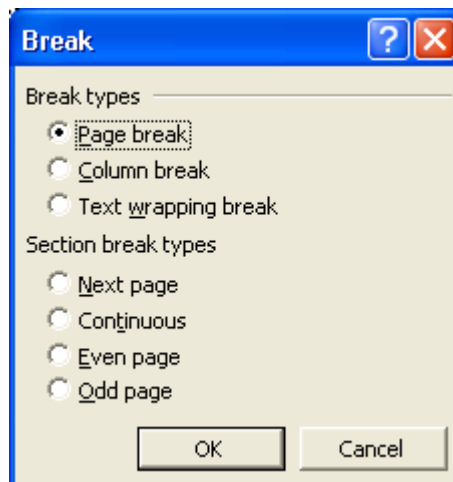 Break
Break types
Page break
Column break
Text wrapping break
Section break types
Next page
Continuous
Even page
Odd page
OK Cancel